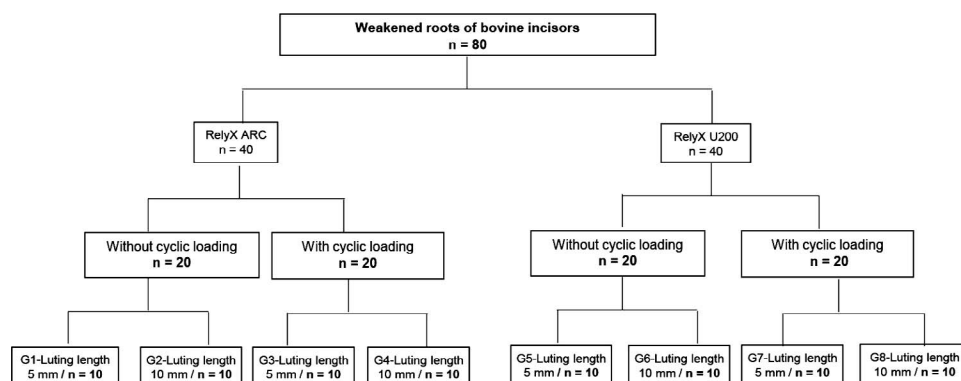 Weakened roots of bovine incisors
n = 80
RelyX ARC
n = 40
RelyX U200
n = 40
Without cyclic loading
n = 20
With cyclic loading
n = 20
Without cyclic loading
n = 20
With cyclic loading
n = 20
G1-Luting length
5 mm / n = 10
G2-Luting length
10 mm / n = 10
G3-Luting length
5 mm / n = 10
G4-Luting length
10 mm / n = 10
G5-Luting length
5 mm / n = 10
G6-Luting length
10 mm / n = 10
G7-Luting length
5 mm / n = 10
G8-Luting length
10 mm / n = 10